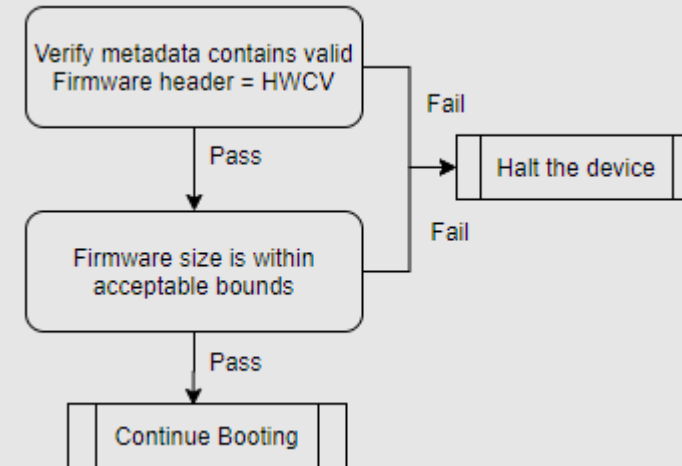 Verify metadata contains valid
Firmware header = HWCV
Fail
Pass
Halt the device
Fail
Firmware size is within
acceptable bounds
Pass
Continue Booting